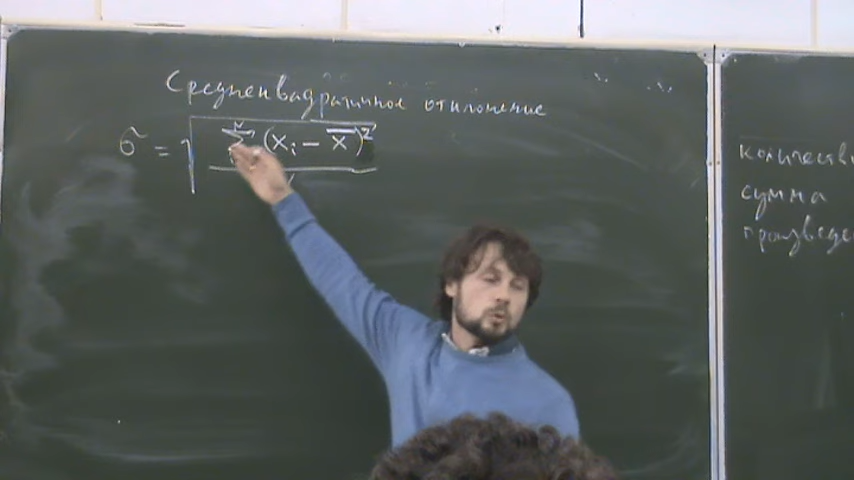 Среднеквадратичное отклонение
σ = √ Σ (xᵢ − x̅)²
количество
сумма
произведе